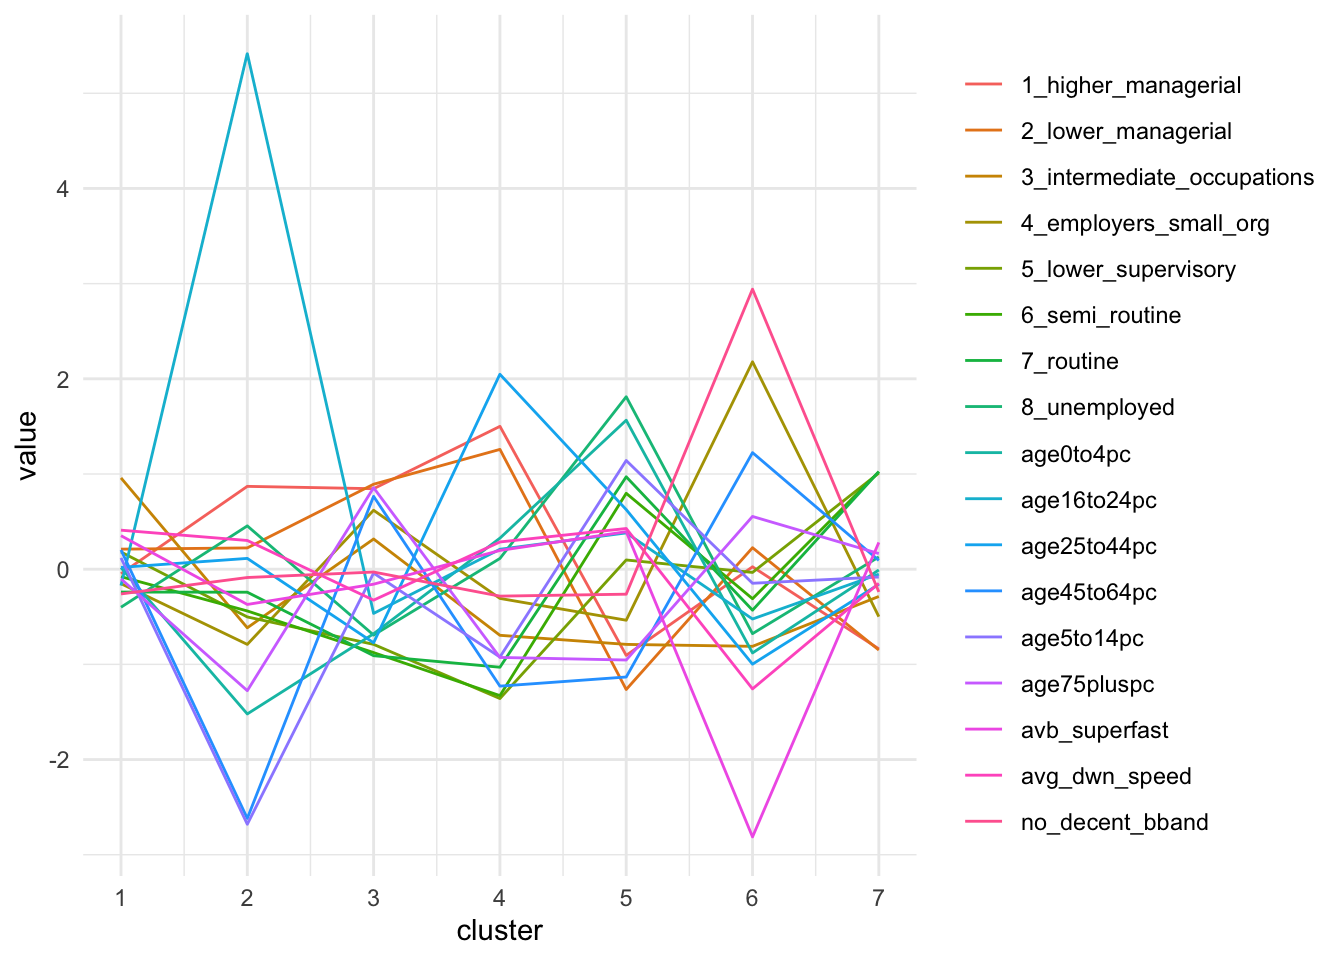 4
2
0
-2
value
1 2 3 4 5 6 7
cluster
1_higher_managerial
2_lower_managerial
3_intermediate_occupations
4_employers_small_org
5_lower_supervisory
6_semi_routine
7_routine
8_unemployed
age0to4pc
age16to24pc
age25to44pc
age45to64pc
age5to14pc
age75pluspc
avb_superfast
avg_dwn_speed
no_decent_bband